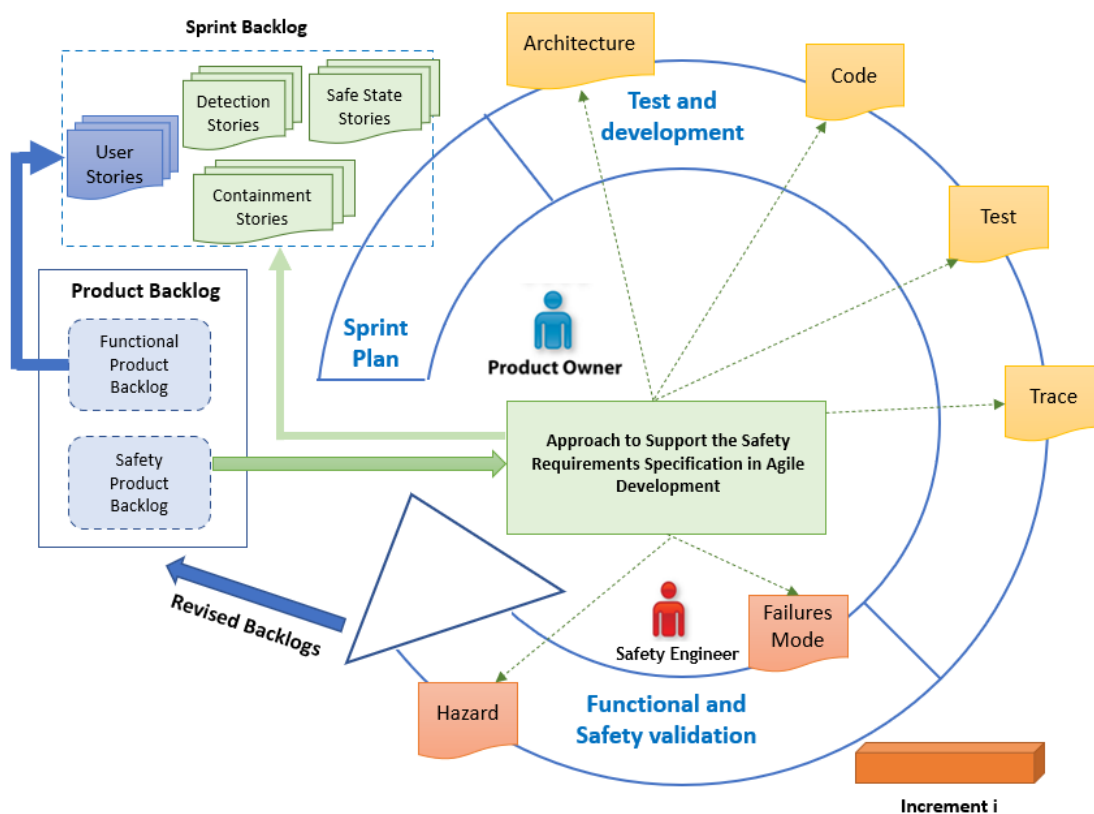 Sprint Backlog
Detection
Stories
Safe State
Stories
User
Stories
Containment
Stories
Product Backlog
Functional
Product
Backlog
Safety
Product
Backlog
Revised Backlogs
Sprint
Plan
Test and
development
Architecture
Code
Test
Trace
Product Owner
Approach to Support the Safety
Requirements Specification in Agile
Development
Safety Engineer
Failures
Mode
Hazard
Functional and
Safety validation
Increment i